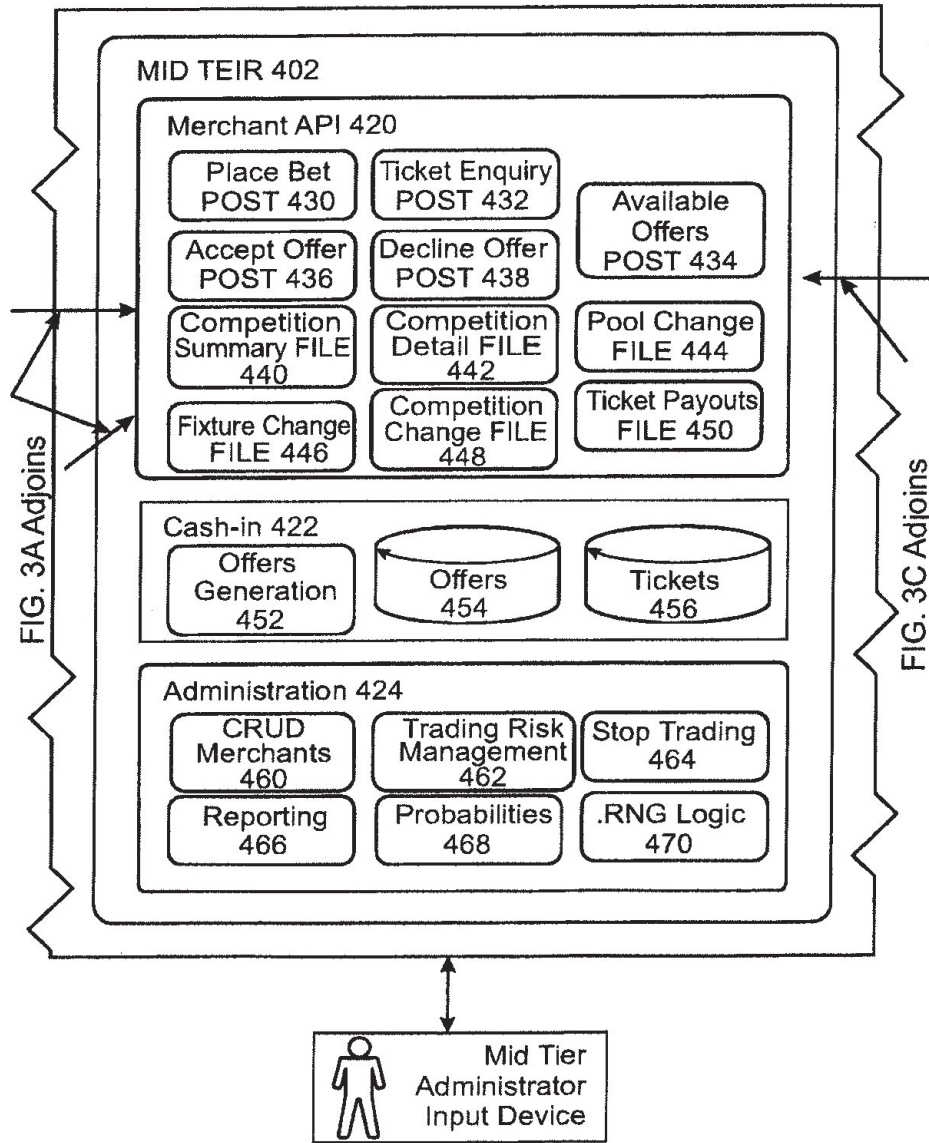 MID TEIR 402
Merchant API 420
Place Bet
POST 430
Ticket Enquiry
POST 432
Available
Offers
POST 434
Accept Offer
POST 436
Decline Offer
POST 438
Competition
Summary FILE
440
Competition
Detail FILE
442
Pool Change
FILE 444
Fixture Change
FILE 446
Competition
Change FILE
448
Ticket Payouts
FILE 450
Cash-in 422
Offers
Generation
452
Offers
454
Tickets
456
Administration 424
CRUD
Merchants
460
Trading Risk
Management
462
Stop Trading
464
Reporting
466
Probabilities
468
.RNG Logic
470
FIG. 3A Adjoins
FIG. 3C Adjoins
Mid Tier
Administrator
Input Device